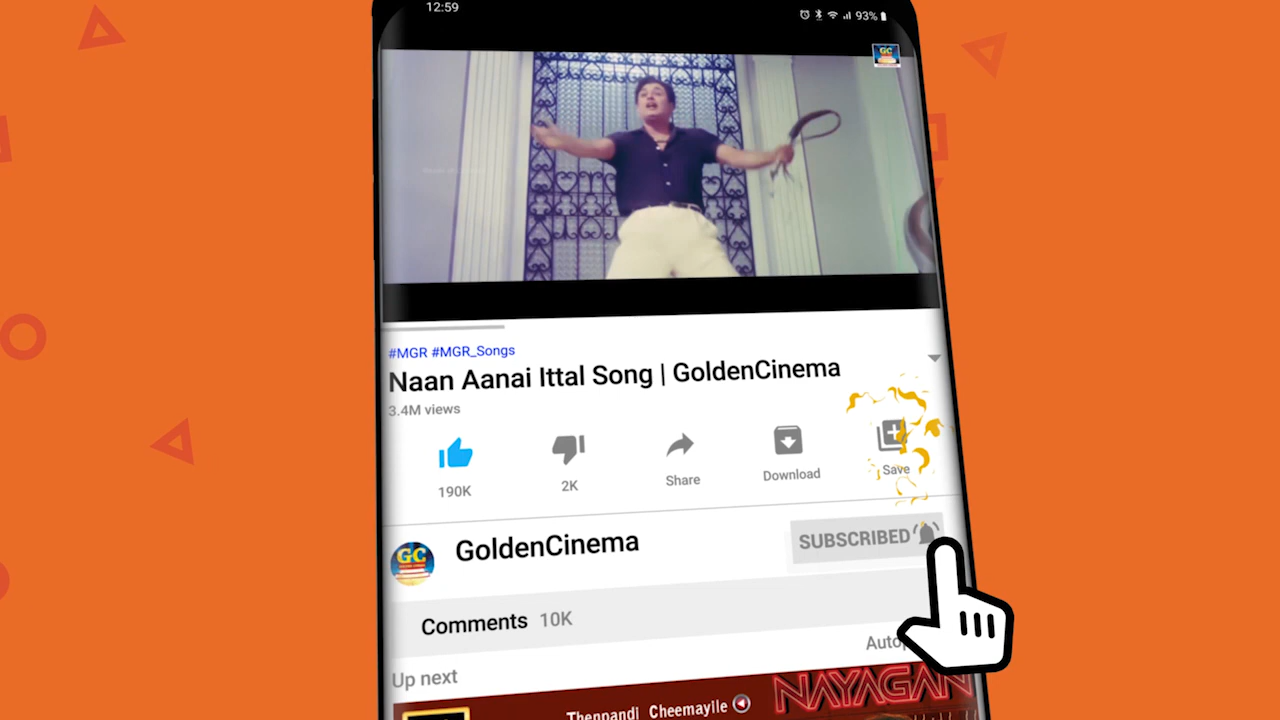 12:59
93%
GC
#MGR #MGR_Songs
Naan Aanai Ittal Song | GoldenCinema
3.4M views
190K
2K
Share
Download
Save
GC
GoldenCinema
SUBSCRIBED
Comments 10K
Up next
NAYAGAN
Thenpandi Cheemayile